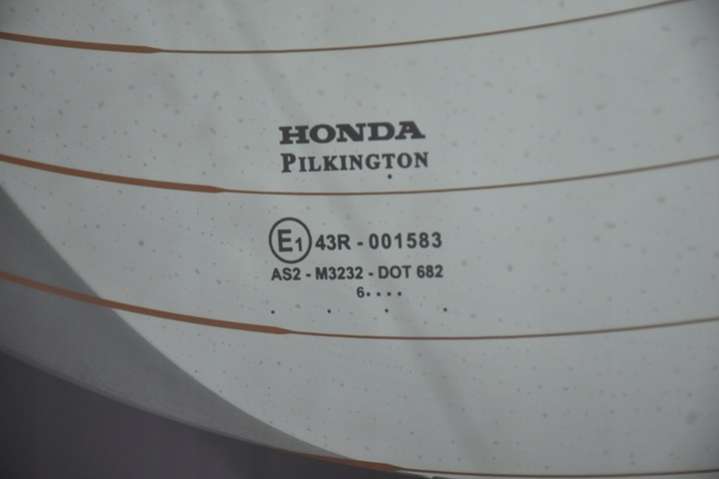 HONDA
PILKINGTON
E1 43R - 001583
AS2 - M3232 - DOT 682
6....